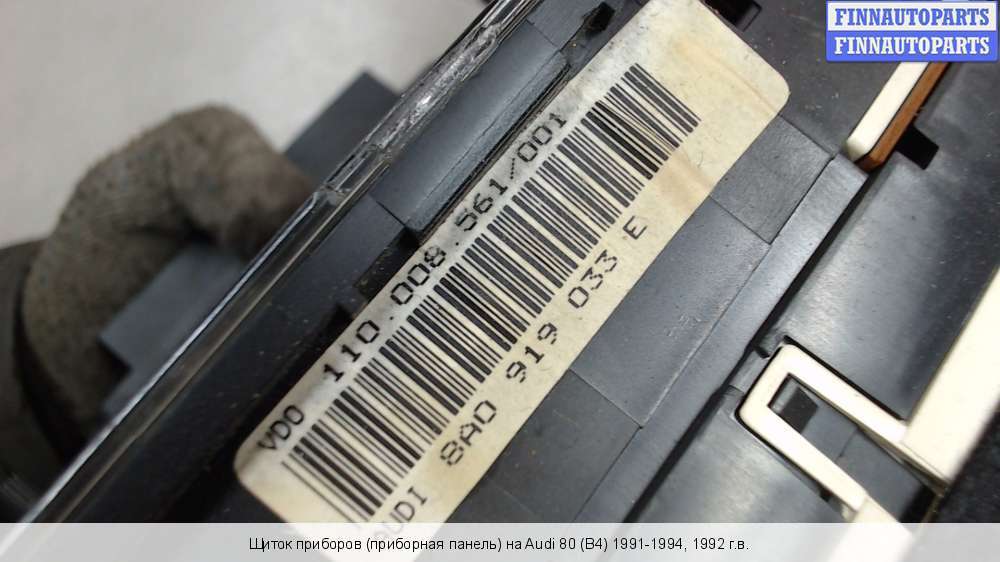 FINNAUTOPARTS
FINNAUTOPARTS
VDO 110.008.561/001
AUDI 8A0 919 033 E
Щиток приборов (приборная панель) на Audi 80 (B4) 1991-1994, 1992 г.в.